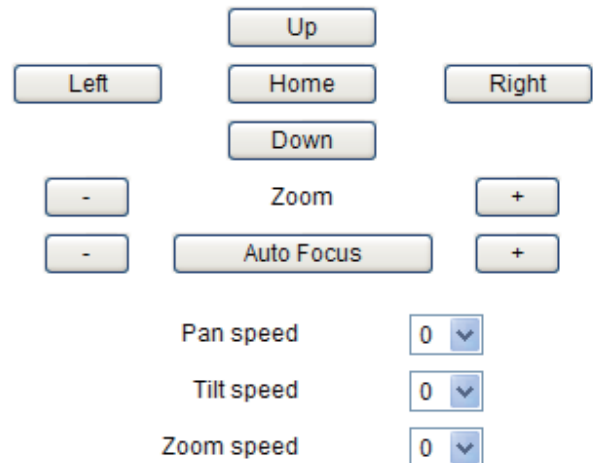 Up
Left Home Right
Down
- Zoom +
- Auto Focus +
Pan speed 0
Tilt speed 0
Zoom speed 0